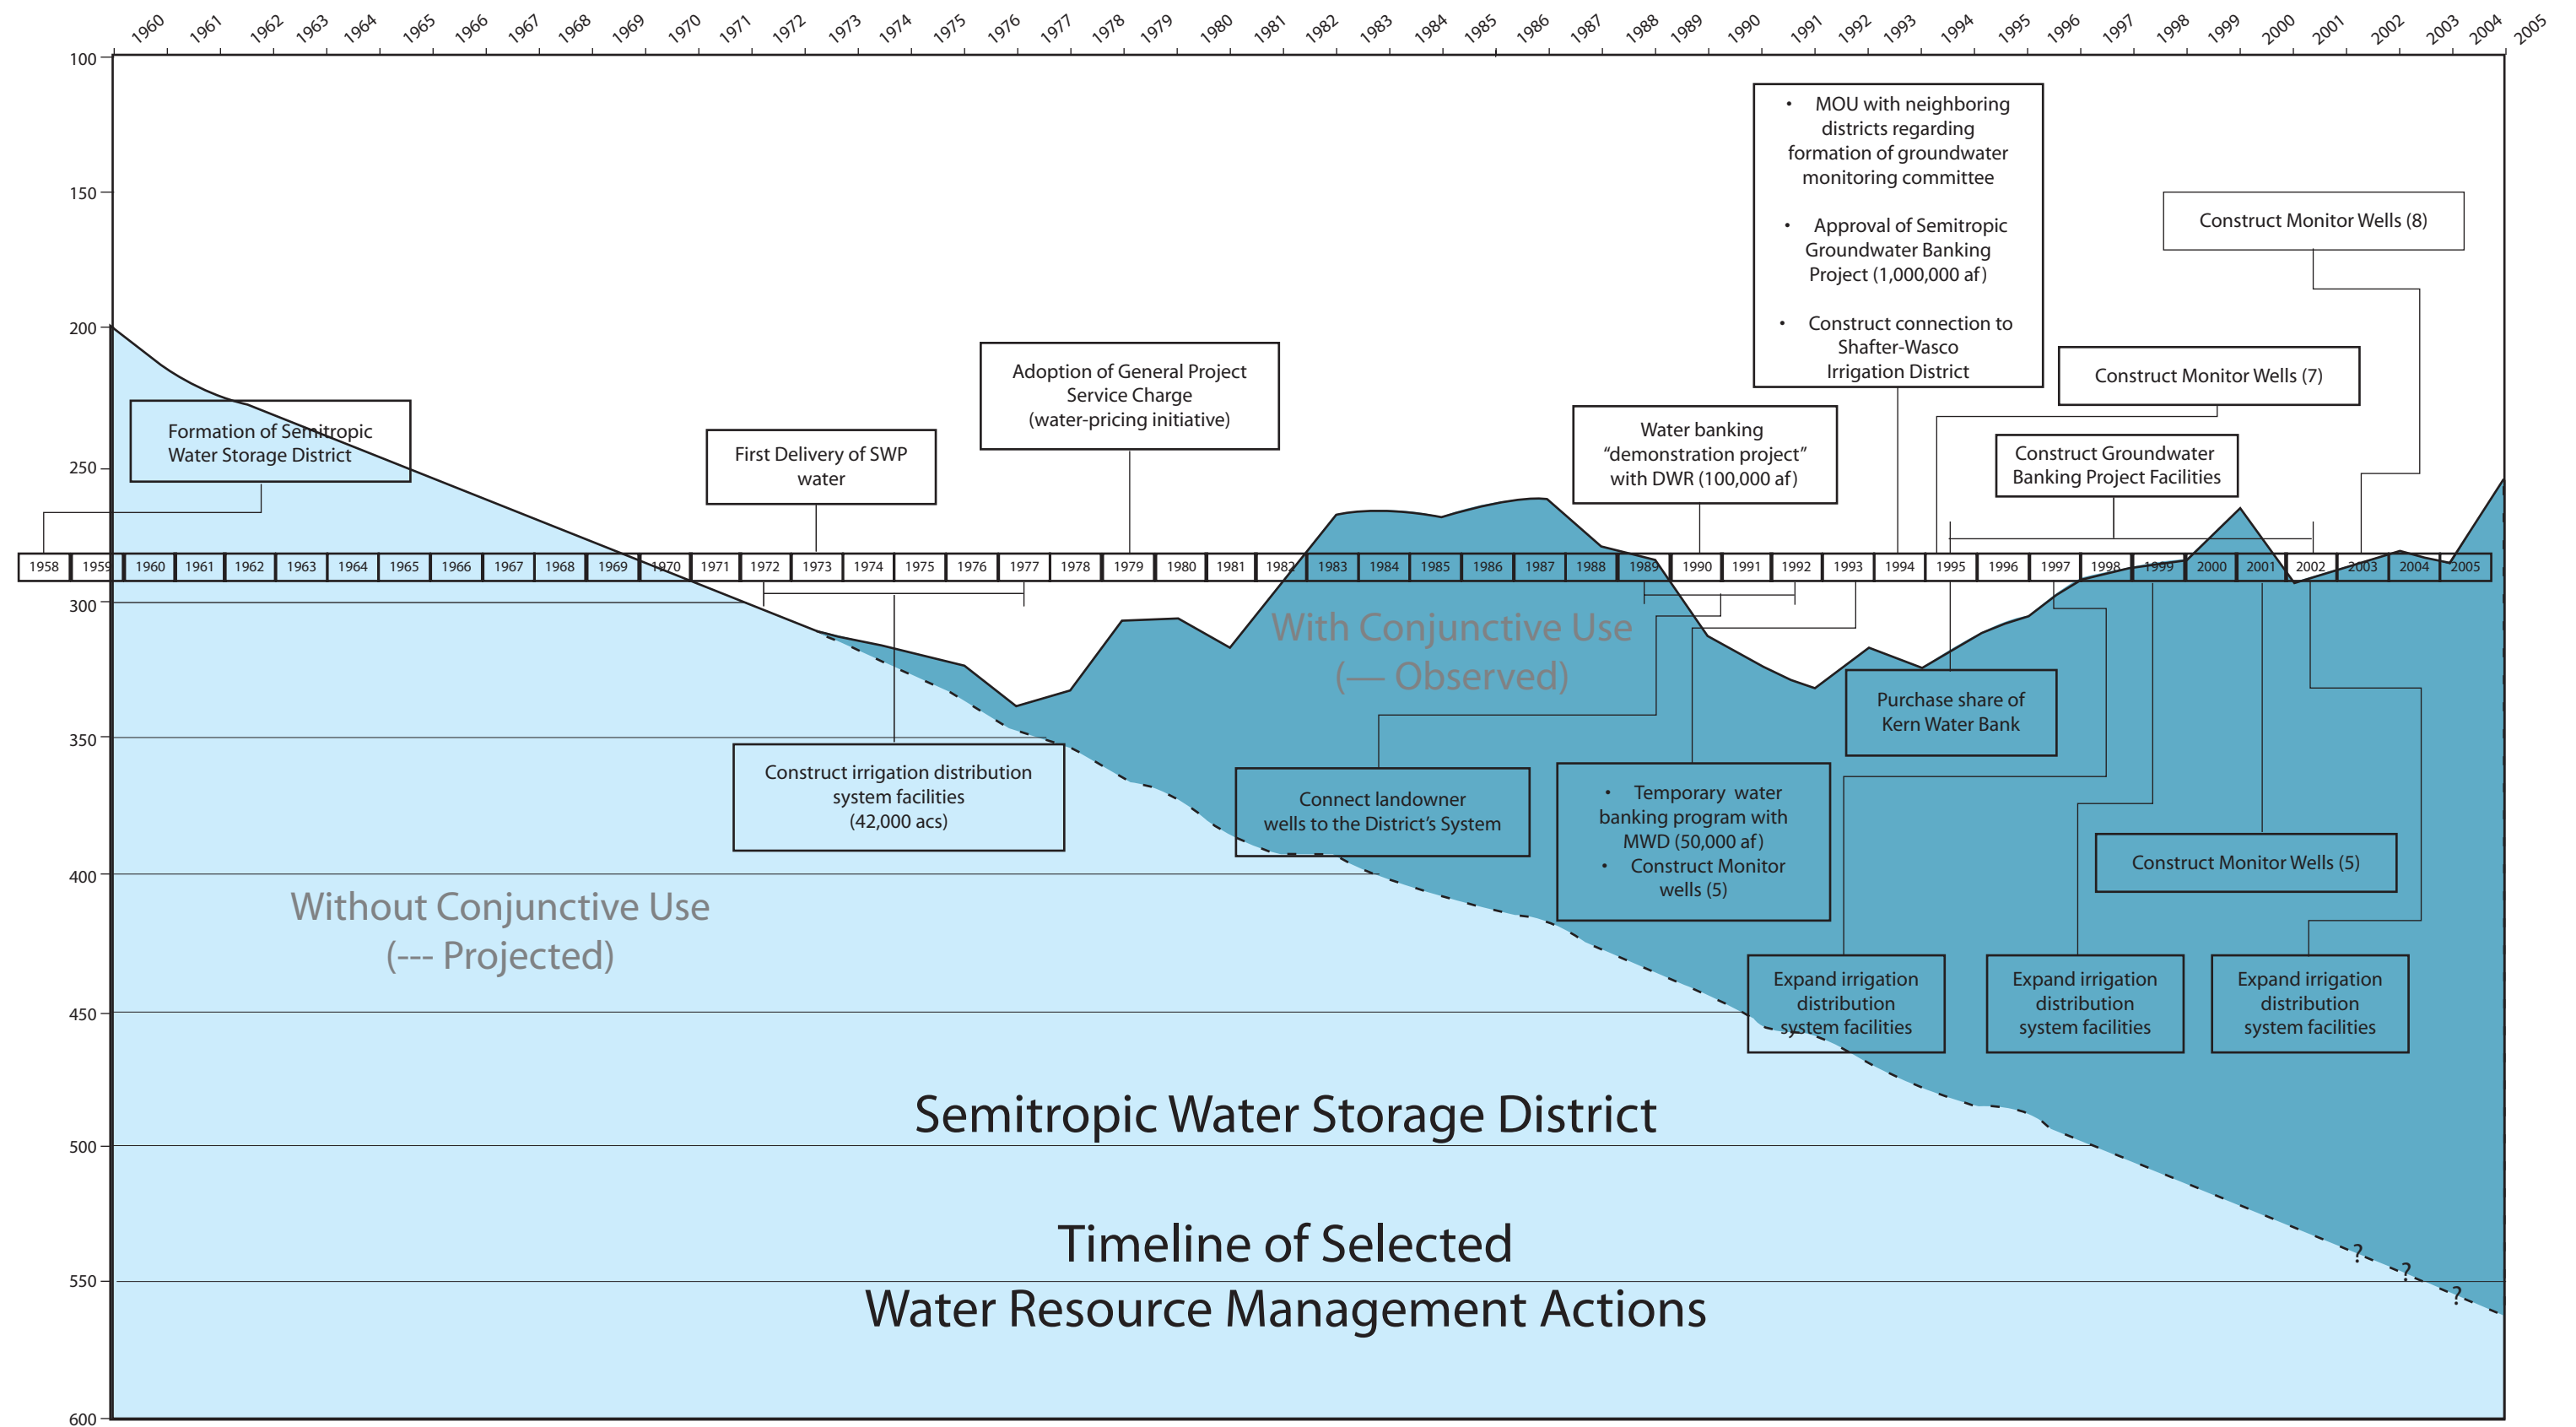 1960 1961 1962 1963 1964 1965 1966 1967 1968 1969 1970 1971 1972 1973 1974 1975 1976 1977 1978 1979 1980 1981 1982 1983 1984 1985 1986 1987 1988 1989 1990 1991 1992 1993 1994 1995 1996 1997 1998 1999 2000 2001 2002 2003 2004 2005
100
150
200
250
300
350
400
450
500
550
600
• MOU with neighboring
districts regarding
formation of groundwater
monitoring committee
• Approval of Semitropic
Groundwater Banking
Project (1,000,000 af)
• Construct connection to
Shafter-Wasco
Irrigation District
Construct Monitor Wells (8)
Construct Monitor Wells (7)
Adoption of General Project
Service Charge
(water-pricing initiative)
Formation of Semitropic
Water Storage District
First Delivery of SWP
water
Water banking
“demonstration project”
with DWR (100,000 af)
Construct Groundwater
Banking Project Facilities
1958 1959 1960 1961 1962 1963 1964 1965 1966 1967 1968 1969 1970 1971 1972 1973 1974 1975 1976 1977 1978 1979 1980 1981 1982 1983 1984 1985 1986 1987 1988 1989 1990 1991 1992 1993 1994 1995 1996 1997 1998 1999 2000 2001 2002 2003 2004 2005
With Conjunctive Use
(— Observed)
Purchase share of
Kern Water Bank
Construct irrigation distribution
system facilities
(42,000 acs)
Connect landowner
wells to the District’s System
• Temporary water
banking program with
MWD (50,000 af)
• Construct Monitor
wells (5)
Construct Monitor Wells (5)
Without Conjunctive Use
(--- Projected)
Expand irrigation
distribution
system facilities
Expand irrigation
distribution
system facilities
Expand irrigation
distribution
system facilities
Semitropic Water Storage District
Timeline of Selected
Water Resource Management Actions
?
?
?